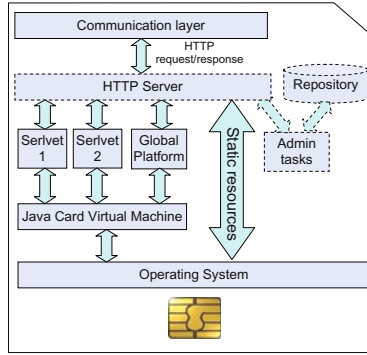 Communication layer
HTTP
request/response
HTTP Server
Repository
Serlvet
1
Serlvet
2
Global
Platform
Static resources
Admin
tasks
Java Card Virtual Machine
Operating System